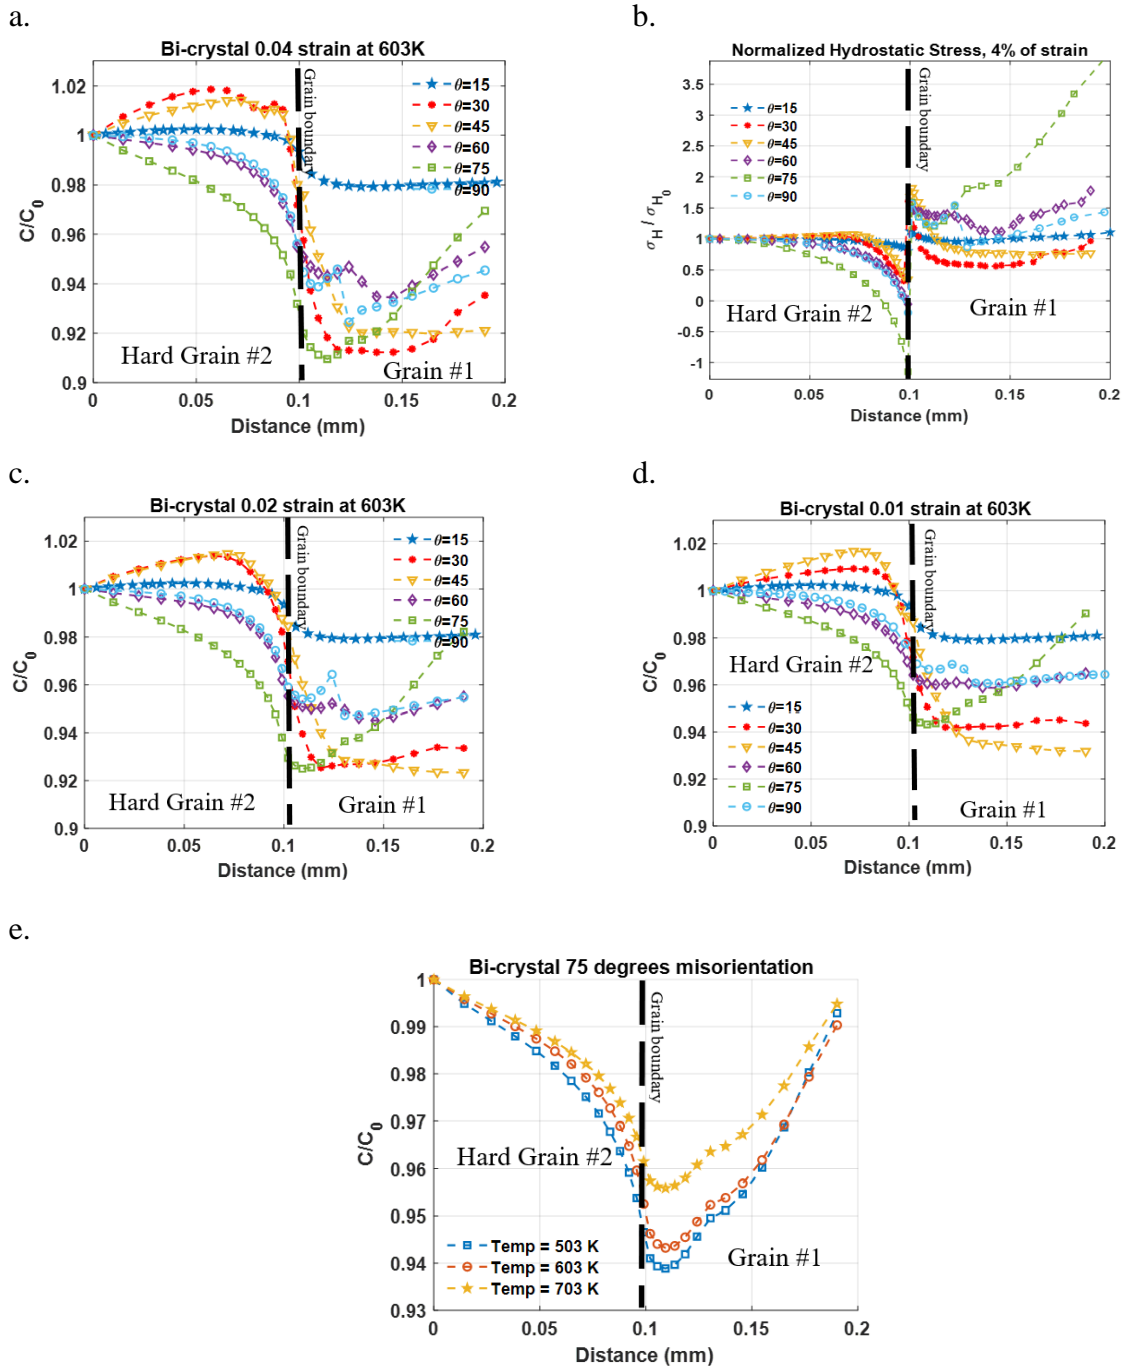 a.
Bi-crystal 0.04 strain at 603K
1.02
1
0.98
0.96
0.94
0.92
0.9
C/C0
0
0.05
0.1
0.15
0.2
Distance (mm)
Grain boundary
θ=15
θ=30
θ=45
θ=60
θ=75
θ=90
Hard Grain #2
Grain #1
b.
Normalized Hydrostatic Stress, 4% of strain
3.5
3
2.5
2
1.5
1
0.5
0
-0.5
-1
σH / σH0
0
0.05
0.1
0.15
0.2
Distance (mm)
Grain boundary
θ=15
θ=30
θ=45
θ=60
θ=75
θ=90
Hard Grain #2
Grain #1
c.
Bi-crystal 0.02 strain at 603K
1.02
1
0.98
0.96
0.94
0.92
0.9
C/C0
0
0.05
0.1
0.15
0.2
Distance (mm)
Grain boundary
θ=15
θ=30
θ=45
θ=60
θ=75
θ=90
Hard Grain #2
Grain #1
d.
Bi-crystal 0.01 strain at 603K
1.02
1
0.98
0.96
0.94
0.92
0.9
C/C0
0
0.05
0.1
0.15
0.2
Distance (mm)
Grain boundary
Hard Grain #2
θ=15
θ=30
θ=45
θ=60
θ=75
θ=90
Grain #1
e.
Bi-crystal 75 degrees misorientation
1
0.99
0.98
0.97
0.96
0.95
0.94
0.93
C/C0
0
0.05
0.1
0.15
0.2
Distance (mm)
Grain boundary
Hard Grain #2
Temp = 503 K
Temp = 603 K
Temp = 703 K
Grain #1